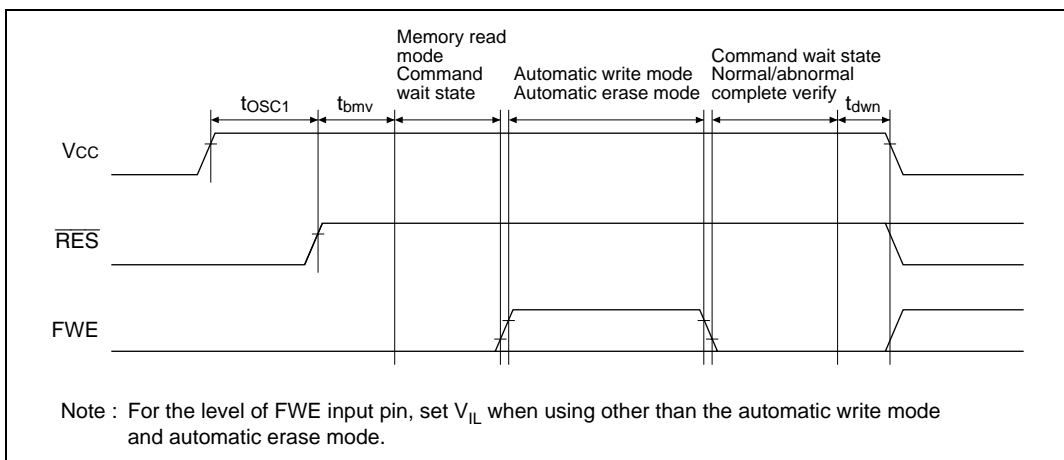 Memory read
mode
Command
wait state
Automatic write mode
Automatic erase mode
Command wait state
Normal/abnormal
complete verify
tOSC1
tbmv
tdwn
VCC
RES
FWE
Note : For the level of FWE input pin, set VIL when using other than the automatic write mode
and automatic erase mode.